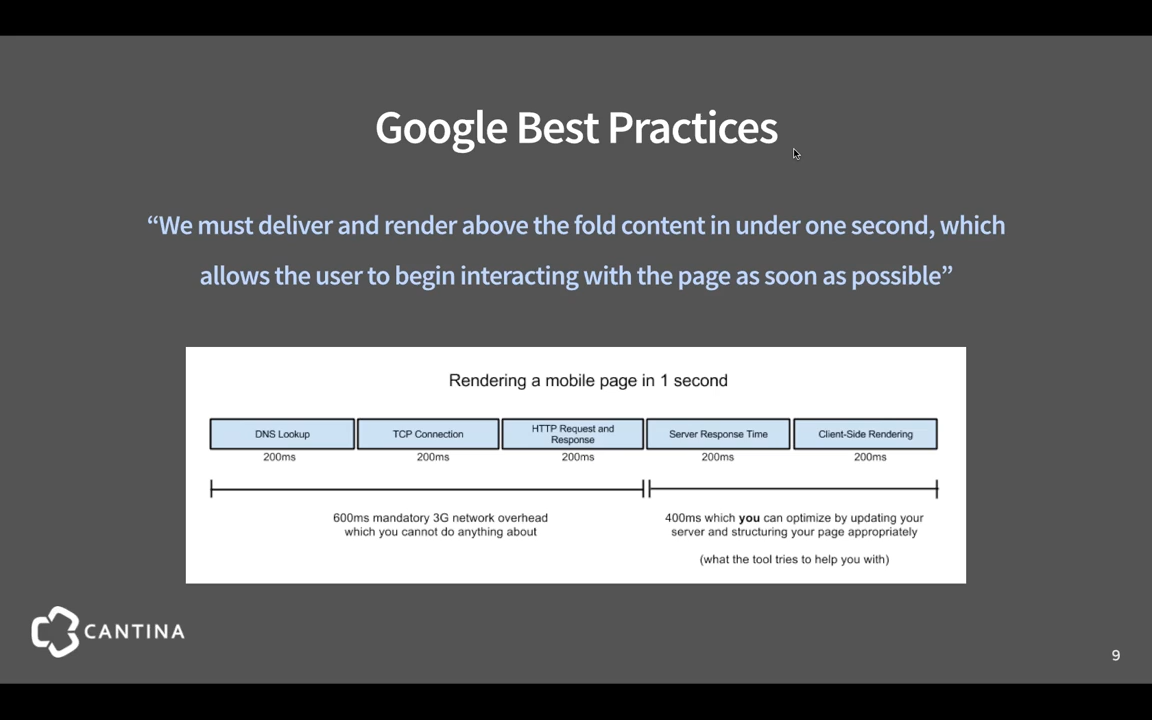 Google Best Practices
“We must deliver and render above the fold content in under one second, which
allows the user to begin interacting with the page as soon as possible”
Rendering a mobile page in 1 second
DNS Lookup
TCP Connection
HTTP Request and
Response
Server Response Time
Client-Side Rendering
200ms
200ms
200ms
200ms
200ms
600ms mandatory 3G network overhead
which you cannot do anything about
400ms which you can optimize by updating your
server and structuring your page appropriately
(what the tool tries to help you with)
CANTINA
9